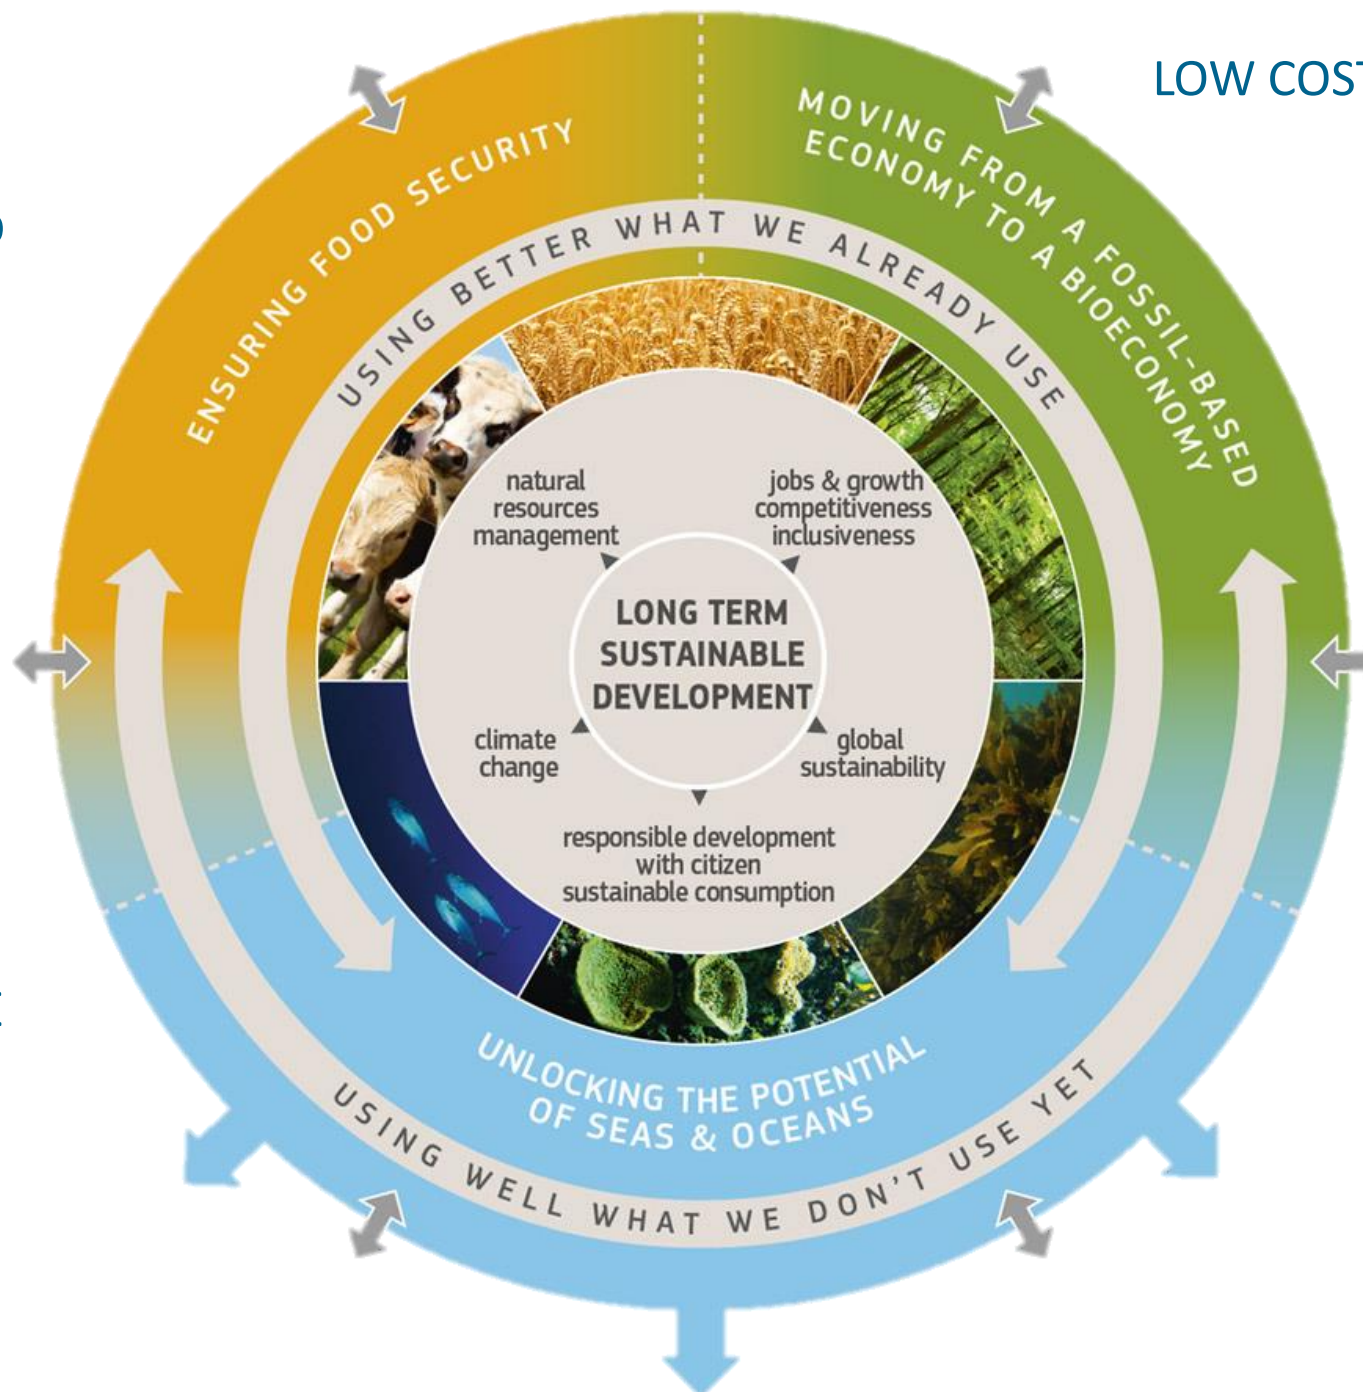 LOW COST
ENSURING FOOD SECURITY
MOVING FROM A FOSSIL-BASED
ECONOMY TO A BIOECONOMY
USING BETTER WHAT WE ALREADY USE
natural
resources
management
jobs & growth
competitiveness
inclusiveness
LONG TERM
SUSTAINABLE
DEVELOPMENT
climate
change
global
sustainability
responsible development
with citizen
sustainable consumption
UNLOCKING THE POTENTIAL
OF SEAS & OCEANS
USING WELL WHAT WE DON'T USE YET